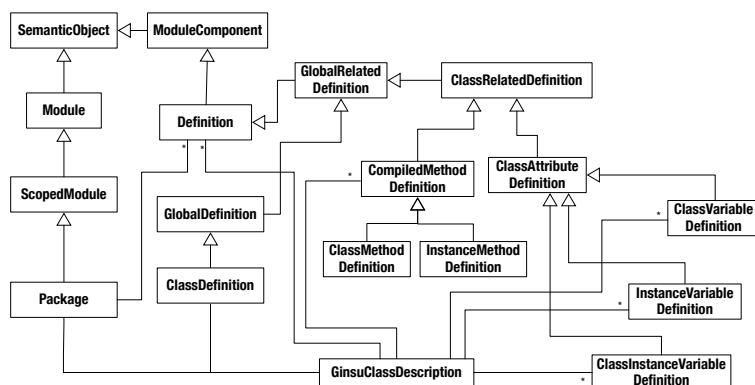 SemanticObject
ModuleComponent
GlobalRelated
Definition
ClassRelatedDefinition
Module
Definition
*
*
*
CompiledMethod
Definition
ClassAttribute
Definition
ScopedModule
GlobalDefinition
*
ClassVariable
Definition
ClassMethod
Definition
InstanceMethod
Definition
Package
ClassDefinition
*
InstanceVariable
Definition
GinsuClassDescription
*
ClassInstanceVariable
Definition